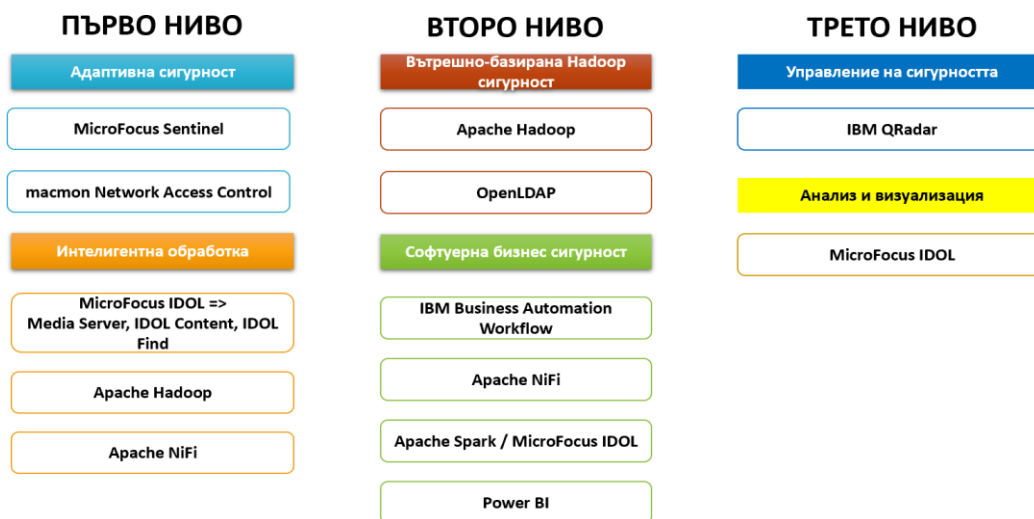 ПЪРВО НИВО
Адаптивна сигурност
MicroFocus Sentinel
macmon Network Access Control
Интелигентна обработка
MicroFocus IDOL =>
Media Server, IDOL Content, IDOL
Find
Apache Hadoop
Apache NiFi
ВТОРО НИВО
Вътрешно-базирана Hadoop
сигурност
Apache Hadoop
OpenLDAP
Софтуерна бизнес сигурност
IBM Business Automation
Workflow
Apache NiFi
Apache Spark / MicroFocus IDOL
Power BI
ТРЕТО НИВО
Управление на сигурността
IBM QRadar
Анализ и визуализация
MicroFocus IDOL